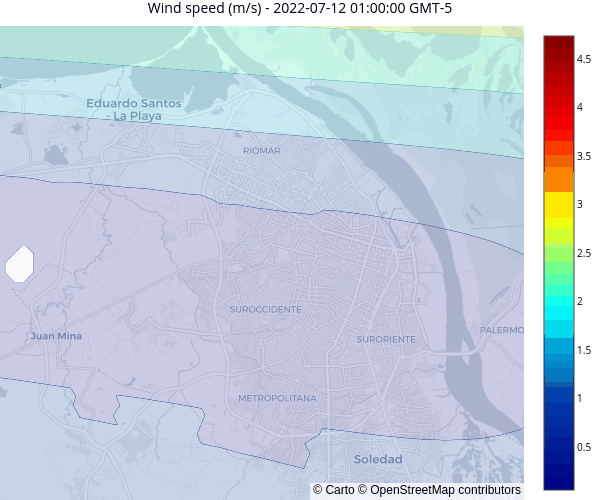 Wind speed (m/s) - 2022-07-12 01:00:00 GMT-5
Eduardo Santos
- La Playa
RIOMAR
SUROCCIDENTE
Juan Mina
SURORIENTE
PALERMO
METROPOLITANA
Soledad
© Carto © OpenStreetMap contributors
4.5
4
3.5
3
2.5
2
1.5
1
0.5